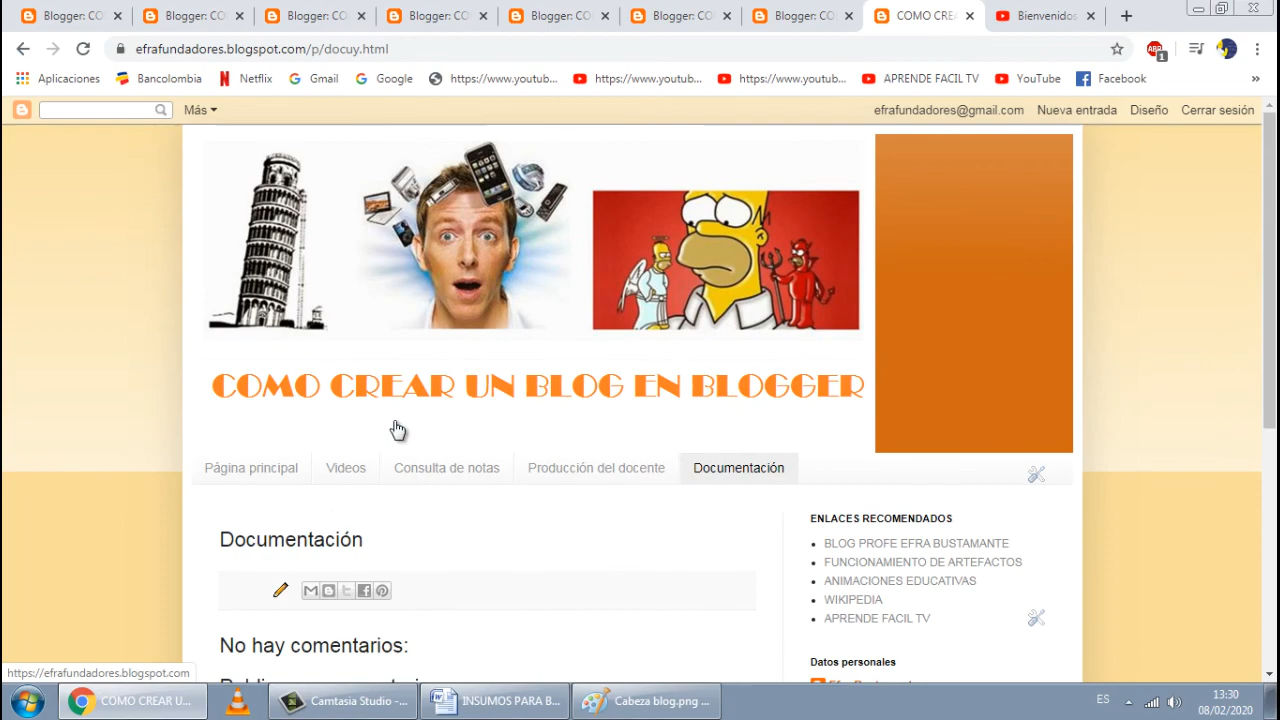 Blogger: CO
Blogger: CO
Blogger: CO
Blogger: CO
Blogger: CO
Blogger: CO
Blogger: CO
COMO CREA
Bienvenidos
efrafundadores.blogspot.com/p/docuy.html
ABP
1
Aplicaciones
Bancolombia
Netflix
Gmail
Google
https://www.youtub...
https://www.youtub...
https://www.youtub...
APRENDE FACIL TV
YouTube
Facebook
»
Más
efrafundadores@gmail.com
Nueva entrada
Diseño
Cerrar sesión
COMO CREAR UN BLOG EN BLOGGER
Página principal
Videos
Consulta de notas
Producción del docente
Documentación
Documentación
No hay comentarios:
ENLACES RECOMENDADOS
BLOG PROFE EFRA BUSTAMANTE
FUNCIONAMIENTO DE ARTEFACTOS
ANIMACIONES EDUCATIVAS
WIKIPEDIA
APRENDE FACIL TV
Datos personales
https://efrafundadores.blogspot.com
COMO CREAR U...
Camtasia Studio -...
INSUMOS PARA B...
Cabeza blog.png ...
ES
13:30
08/02/2020